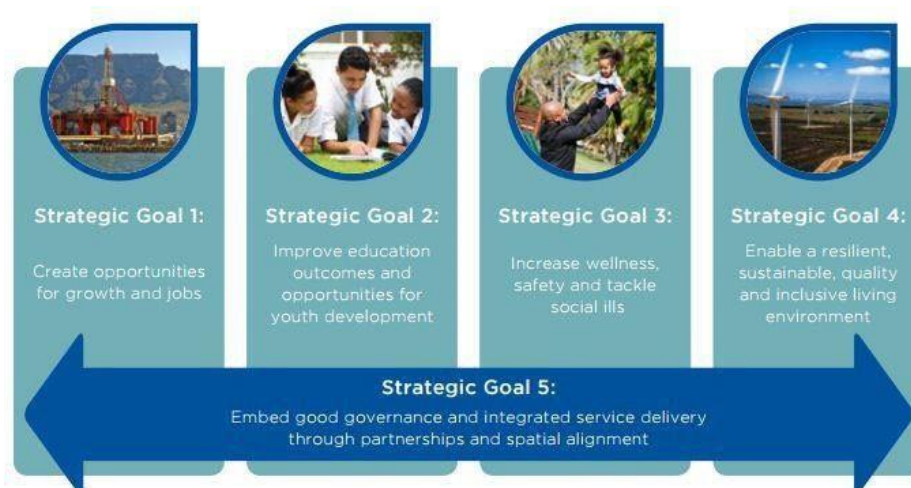 Strategic Goal 1:
Create opportunities
for growth and jobs
Strategic Goal 2:
Improve education
outcomes and
opportunities for
youth development
Strategic Goal 3:
Increase wellness,
safety and tackle
social ills
Strategic Goal 4:
Enable a resilient,
sustainable, quality
and inclusive living
environment
Strategic Goal 5:
Embed good governance and integrated service delivery
through partnerships and spatial alignment